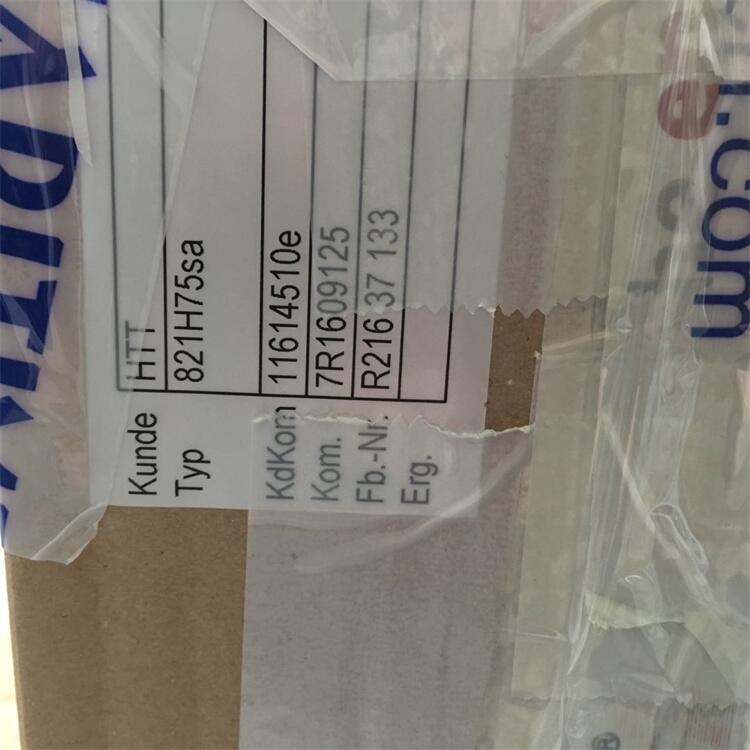 Kunde HTT
Typ 821H75sa
KdKom 11614510e
Kom. 7R1609125
Fb.-Nr. R216 37 133
Erg.
.com